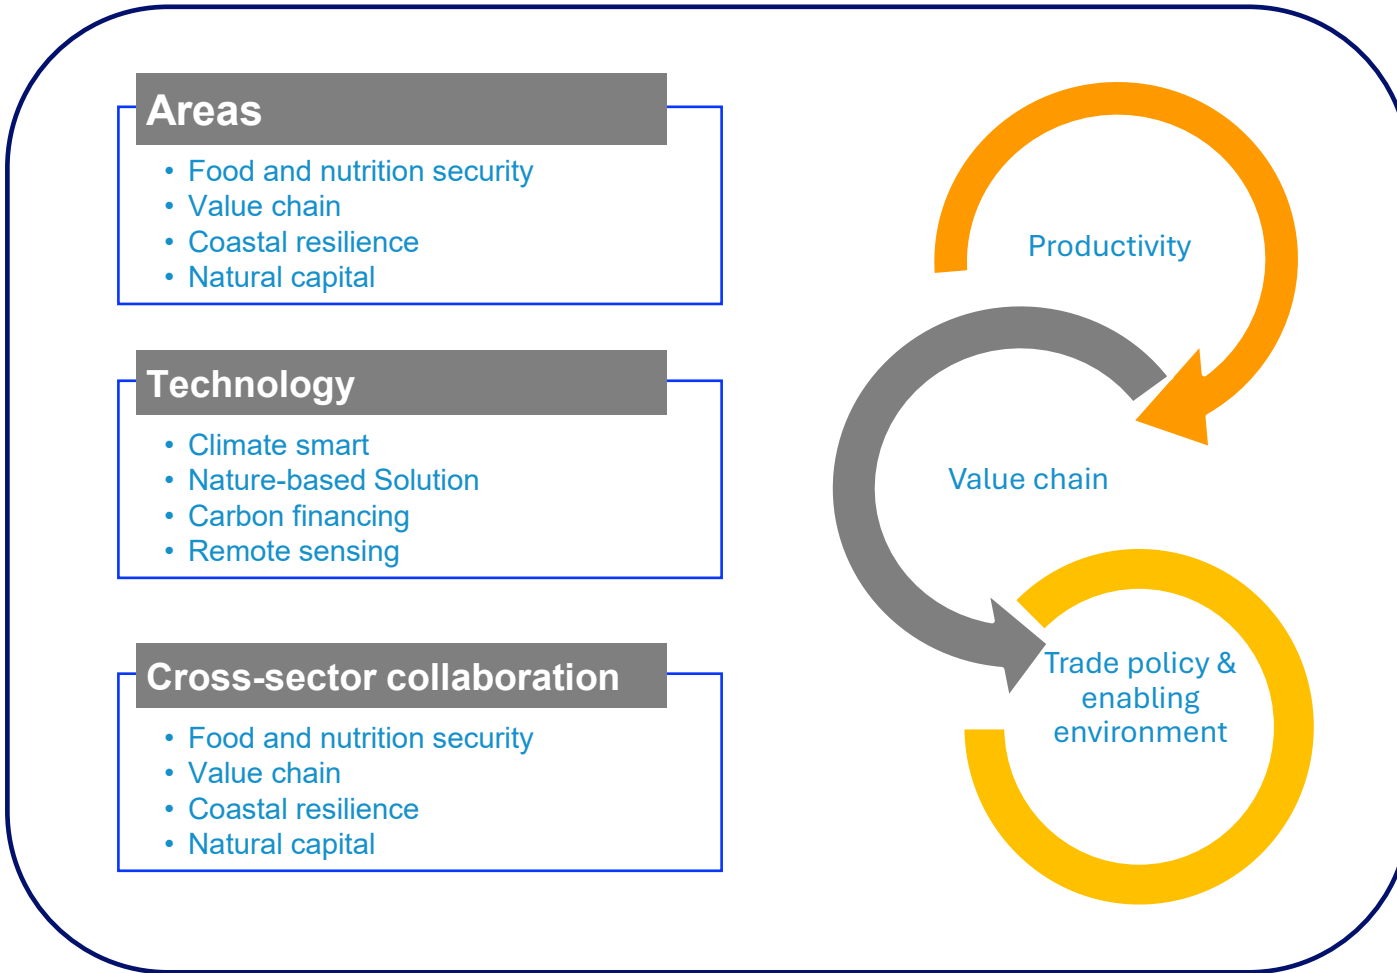 Areas
• Food and nutrition security
• Value chain
• Coastal resilience
• Natural capital
Technology
• Climate smart
• Nature-based Solution
• Carbon financing
• Remote sensing
Cross-sector collaboration
• Food and nutrition security
• Value chain
• Coastal resilience
• Natural capital
Productivity
Value chain
Trade policy &
enabling
environment